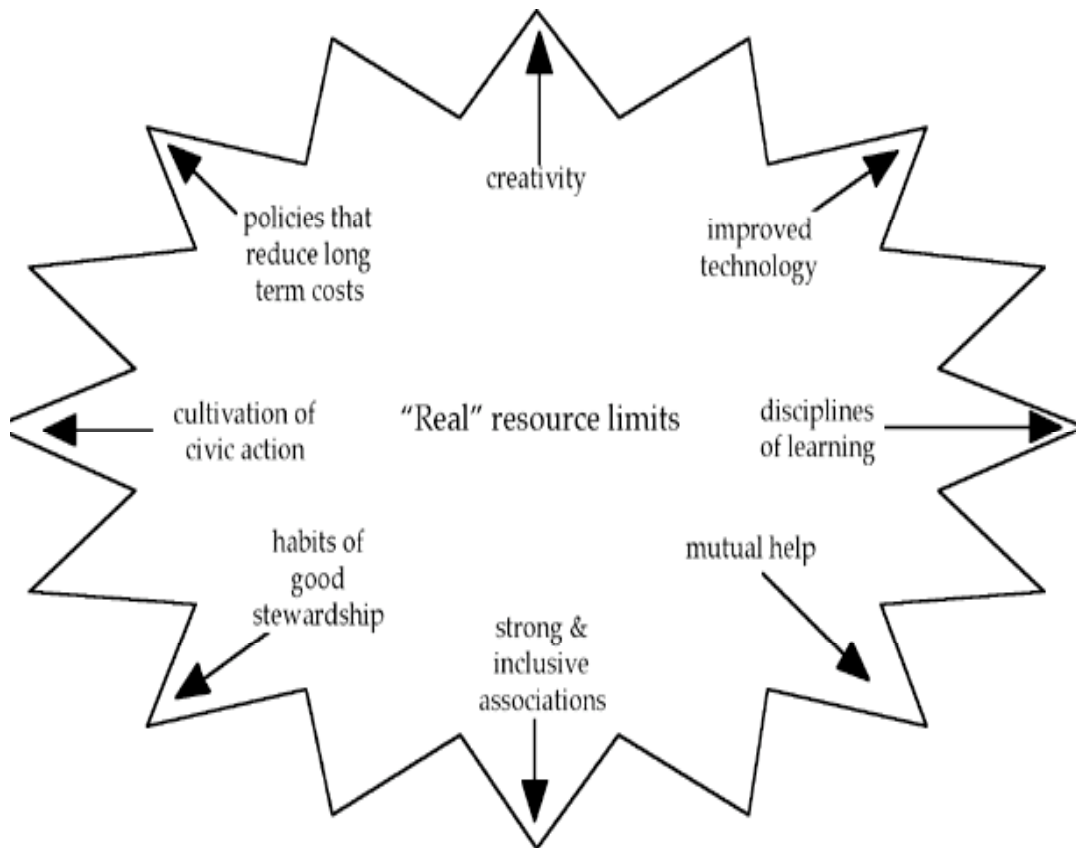 creativity
policies that
reduce long
term costs
improved
technology
cultivation of
civic action
“Real” resource limits
disciplines
of learning
habits of
good
stewardship
mutual help
strong &
inclusive
associations